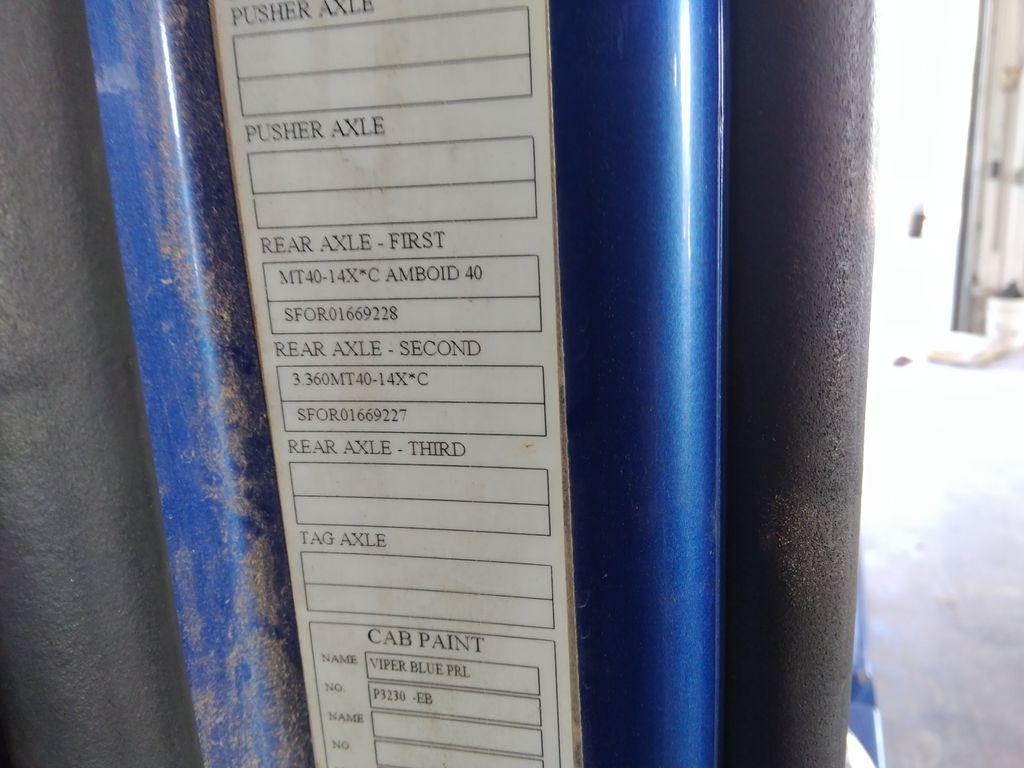 PUSHER AXLE
PUSHER AXLE
REAR AXLE - FIRST
MT40-14X*C AMBOID 40
SFOR01669228
REAR AXLE - SECOND
3.360MT40-14X*C
SFOR01669227
REAR AXLE - THIRD
TAG AXLE
CAB PAINT
NAME VIPER BLUE PRL
NO. P3230 -EB
NAME
NO